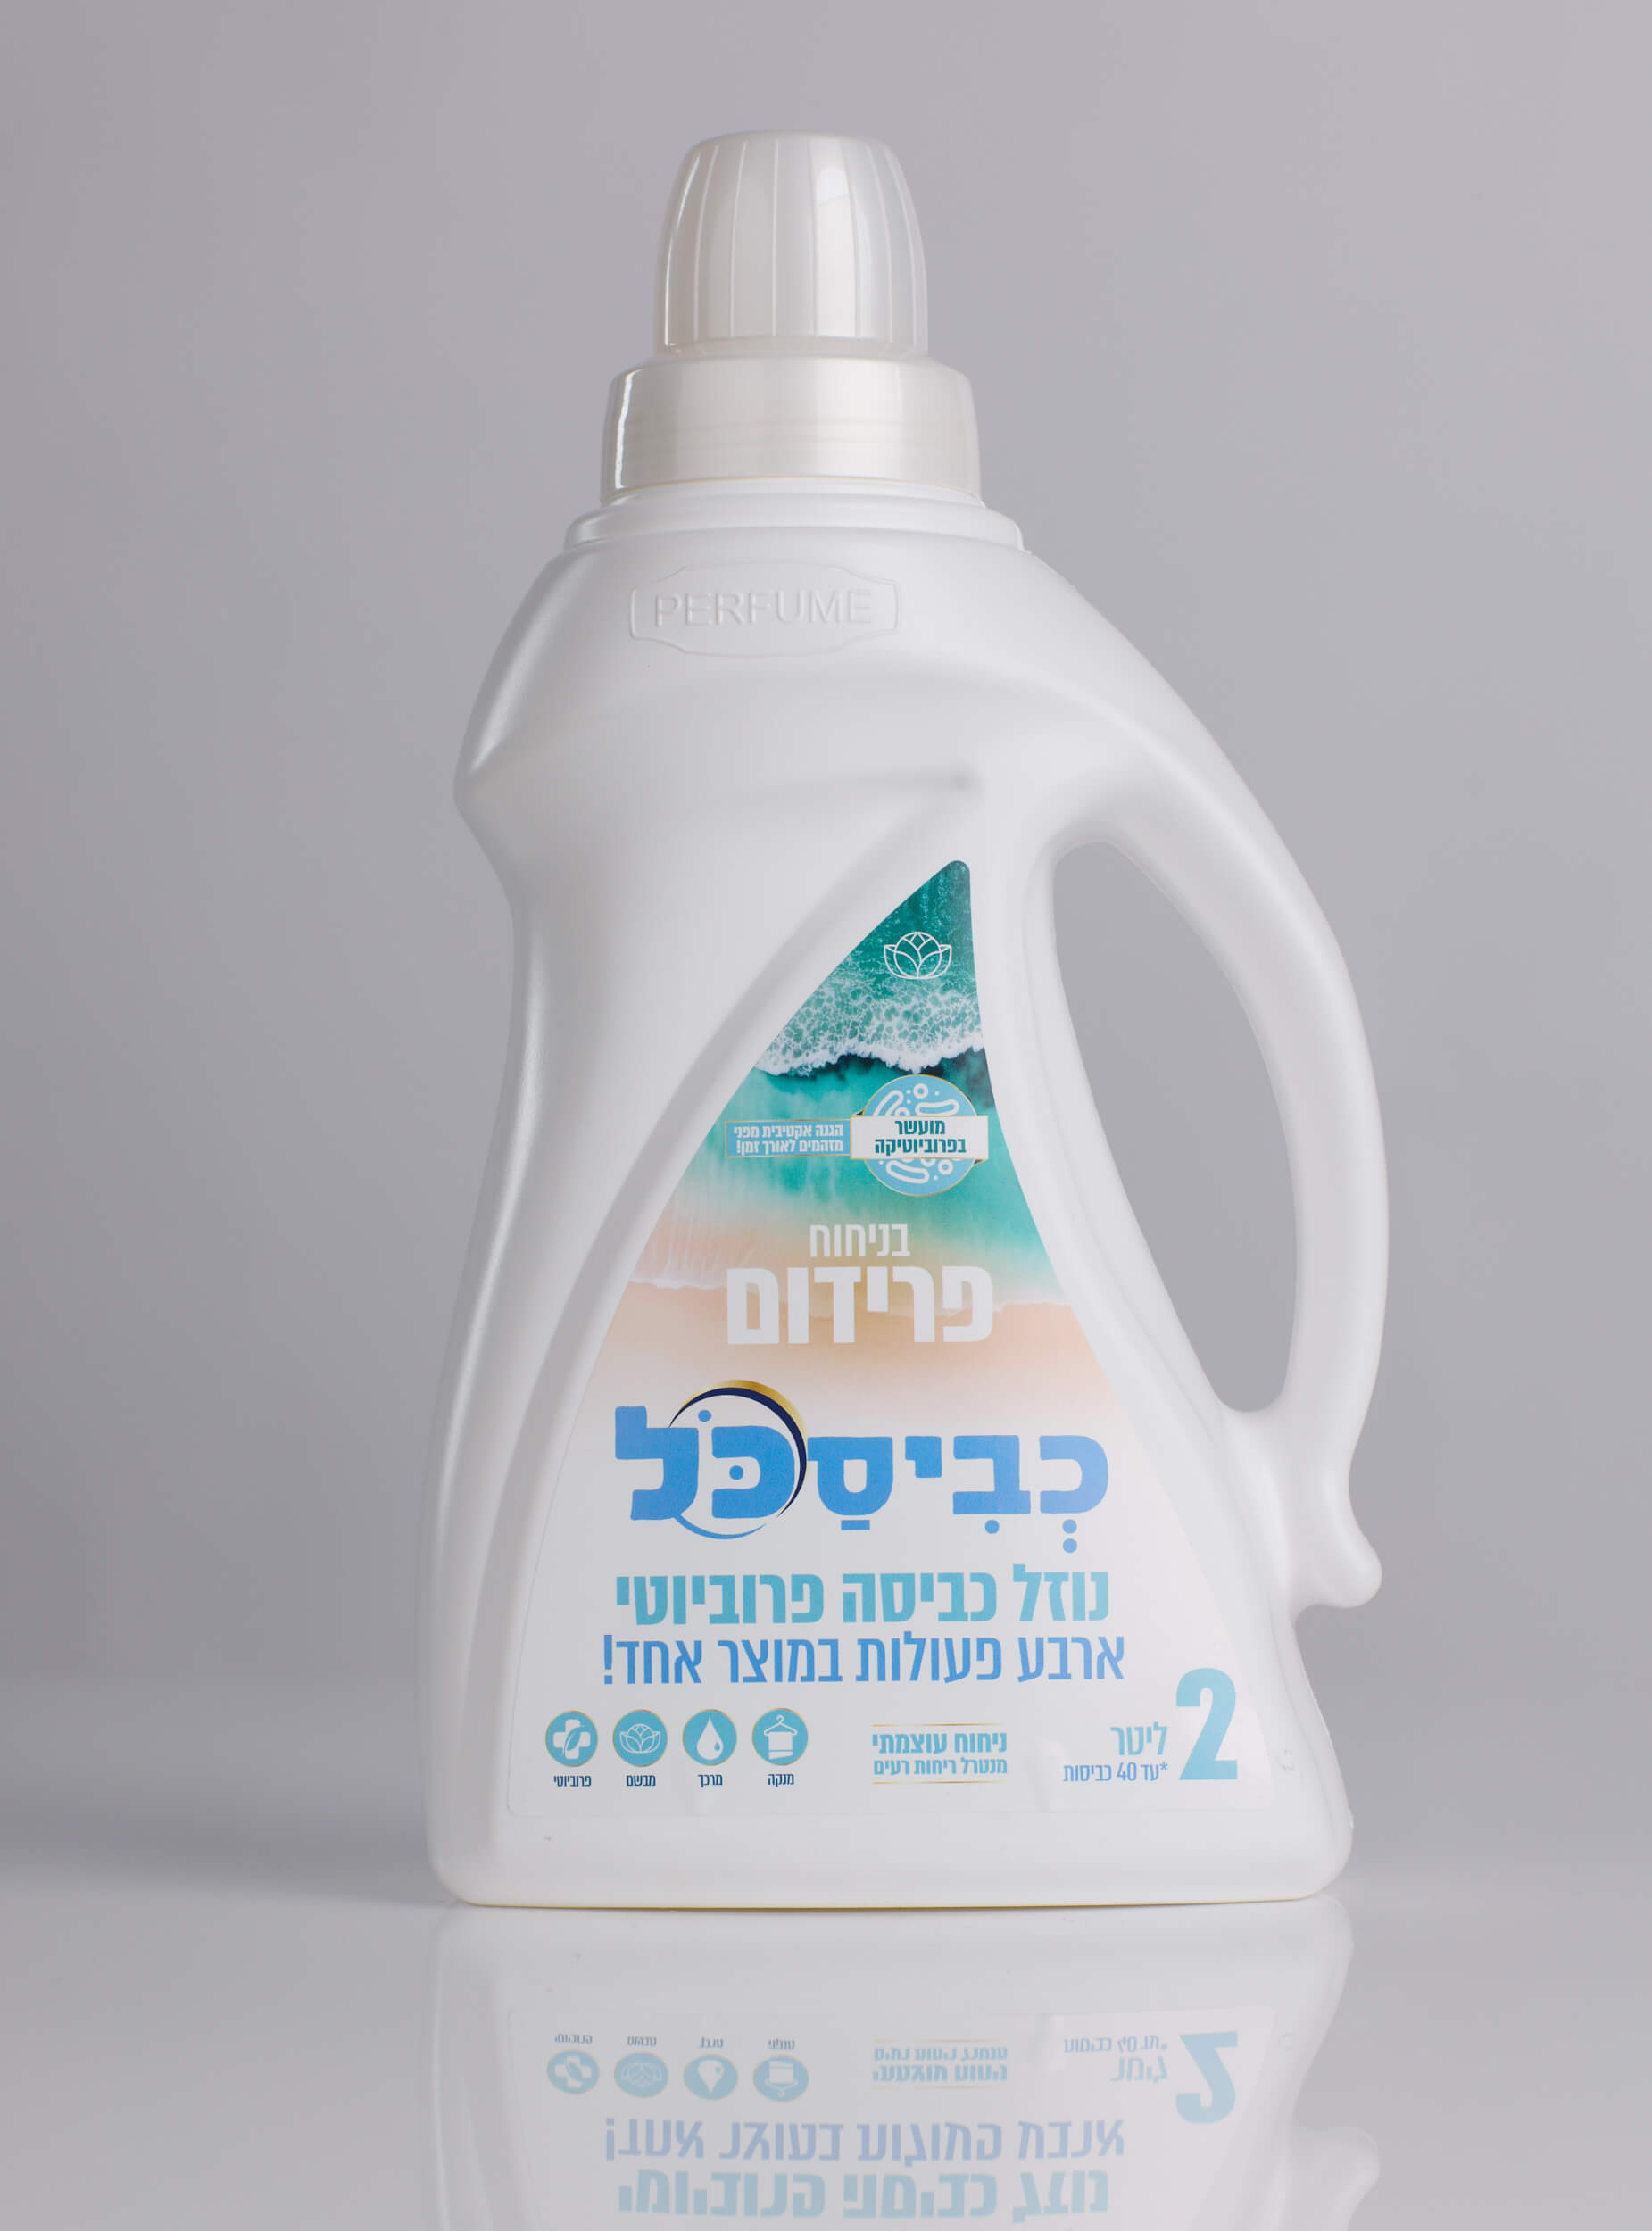 PERFUME
מועשר
בפרוביוטיקה
הגנה אקטיבית מפני
מזהמים לאורך זמן!
בניחוח
פרידום
כְּבִיסַכֹּל
נוזל כביסה פרוביוטי
ארבע פעולות במוצר אחד!
2 ליטר
*עד 40 כביסות
ניחוח עוצמתי
מנטרל ריחות רעים
מנקה
מרכך
מבשם
פרוביוטי